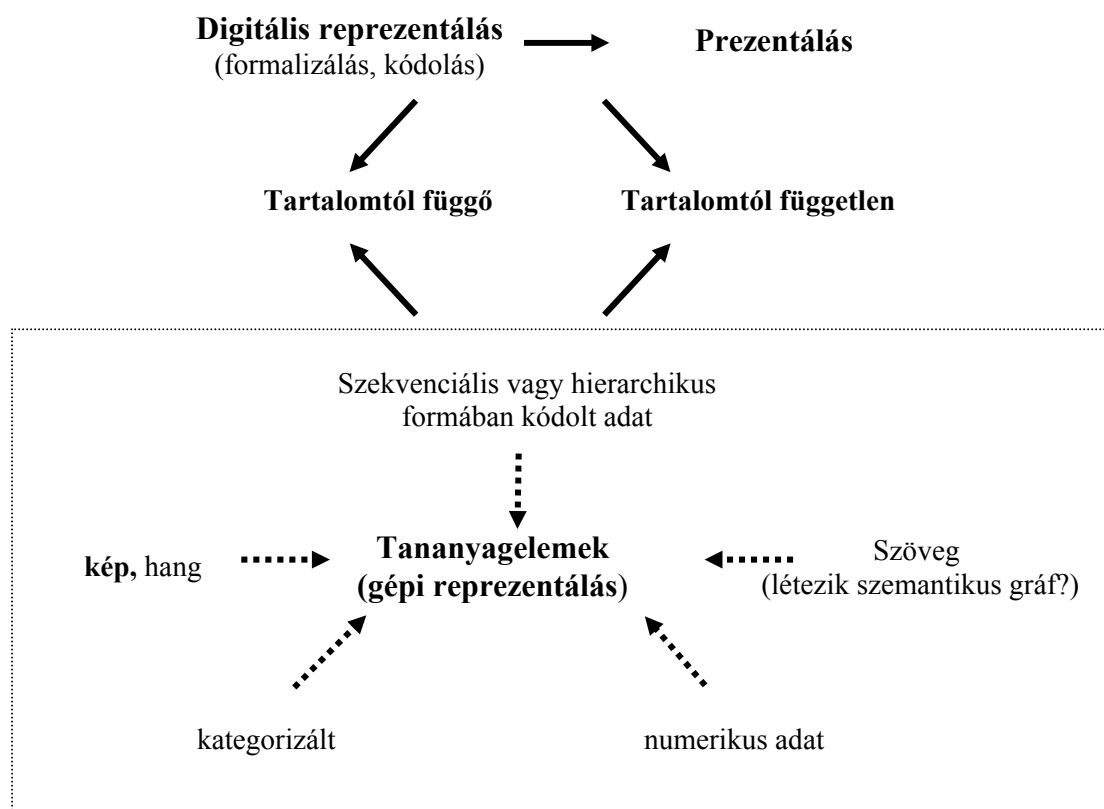 Digitális reprezentálás
(formalizálás, kódolás)
Prezentálás
Tartalomtól függő
Tartalomtól független
Szekvenciális vagy hierarchikus
formában kódolt adat
kép, hang
Tananyagelemek
(gépi reprezentálás)
Szöveg
(létezik szemantikus gráf?)
kategorizált
numerikus adat